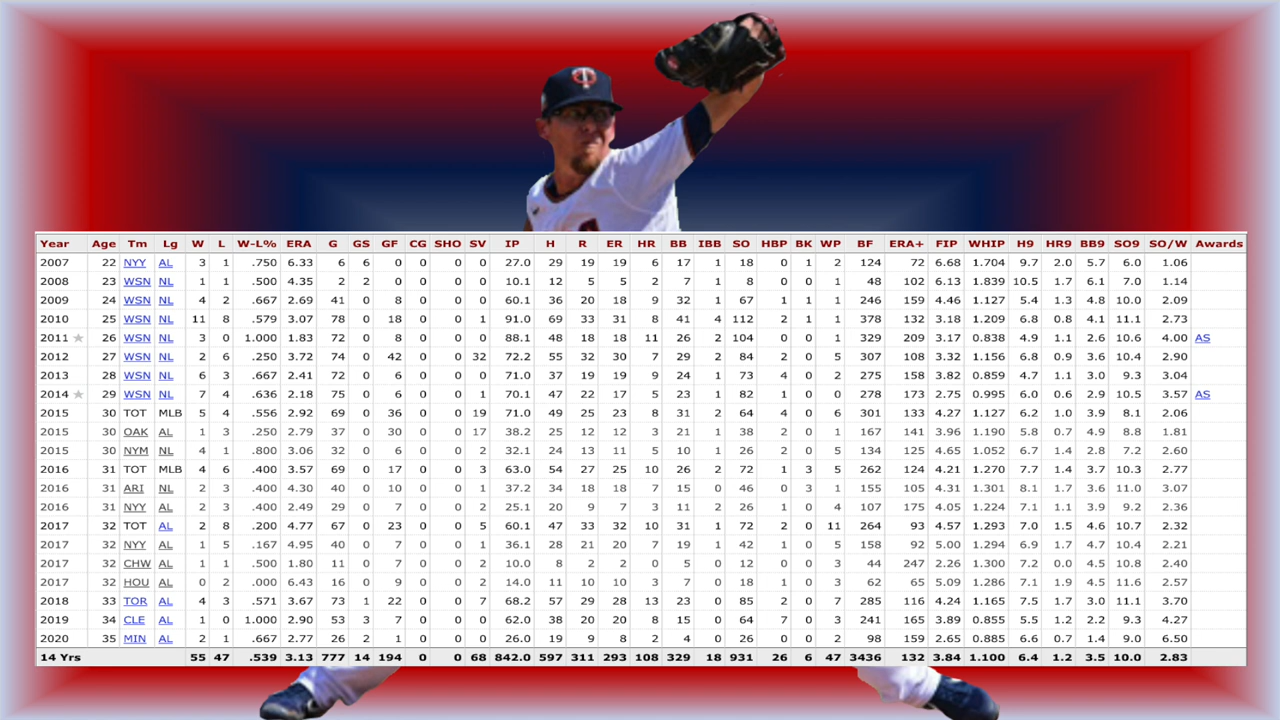 Year Age Tm Lg W L W-L% ERA G GS GF CG SHO SV IP H R ER HR BB IBB SO HBP BK WP BF ERA+ FIP WHIP H9 HR9 BB9 SO9 SO/W Awards
2007 22 NYY AL 3 1 .750 6.33 6 6 0 0 0 0 27.0 29 19 19 6 17 1 18 0 1 2 124 72 6.68 1.704 9.7 2.0 5.7 6.0 1.06
2008 23 WSN NL 1 1 .500 4.35 2 2 0 0 0 0 10.1 12 5 5 2 7 1 8 0 0 1 48 102 6.13 1.839 10.5 1.7 6.1 7.0 1.14
2009 24 WSN NL 4 2 .667 2.69 41 0 8 0 0 0 60.1 36 20 18 9 32 1 67 1 1 1 246 159 4.46 1.127 5.4 1.3 4.8 10.0 2.09
2010 25 WSN NL 11 8 .579 3.07 78 0 18 0 0 1 91.0 69 33 31 8 41 4 112 2 1 1 378 132 3.18 1.209 6.8 0.8 4.1 11.1 2.73
2011 ★ 26 WSN NL 3 0 1.000 1.83 72 0 8 0 0 0 88.1 48 18 18 11 26 2 104 0 0 1 329 209 3.17 0.838 4.9 1.1 2.6 10.6 4.00 AS
2012 27 WSN NL 2 6 .250 3.72 74 0 42 0 0 32 72.2 55 32 30 7 29 2 84 2 0 5 307 108 3.32 1.156 6.8 0.9 3.6 10.4 2.90
2013 28 WSN NL 6 3 .667 2.41 72 0 6 0 0 0 71.0 37 19 19 9 24 1 73 4 0 2 275 158 3.82 0.859 4.7 1.1 3.0 9.3 3.04
2014 ★ 29 WSN NL 7 4 .636 2.18 75 0 6 0 0 1 70.1 47 22 17 5 23 1 82 1 0 0 278 173 2.75 0.995 6.0 0.6 2.9 10.5 3.57 AS
2015 30 TOT MLB 5 4 .556 2.92 69 0 36 0 0 19 71.0 49 25 23 8 31 2 64 4 0 6 301 133 4.27 1.127 6.2 1.0 3.9 8.1 2.06
2015 30 OAK AL 1 3 .250 2.79 37 0 30 0 0 17 38.2 25 12 12 3 21 1 38 2 0 1 167 141 3.96 1.190 5.8 0.7 4.9 8.8 1.81
2015 30 NYM NL 4 1 .800 3.06 32 0 6 0 0 2 32.1 24 13 11 5 10 1 26 2 0 5 134 125 4.65 1.052 6.7 1.4 2.8 7.2 2.60
2016 31 TOT MLB 4 6 .400 3.57 69 0 17 0 0 3 63.0 54 27 25 10 26 2 72 1 3 5 262 124 4.21 1.270 7.7 1.4 3.7 10.3 2.77
2016 31 ARI NL 2 3 .400 4.30 40 0 10 0 0 1 37.2 34 18 18 7 15 0 46 0 3 1 155 105 4.31 1.301 8.1 1.7 3.6 11.0 3.07
2016 31 NYY AL 2 3 .400 2.49 29 0 7 0 0 2 25.1 20 9 7 3 11 2 26 1 0 4 107 175 4.05 1.224 7.1 1.1 3.9 9.2 2.36
2017 32 TOT AL 2 8 .200 4.77 67 0 23 0 0 5 60.1 47 33 32 10 31 1 72 2 0 11 264 93 4.57 1.293 7.0 1.5 4.6 10.7 2.32
2017 32 NYY AL 1 5 .167 4.95 40 0 7 0 0 1 36.1 28 21 20 7 19 1 42 1 0 5 158 92 5.00 1.294 6.9 1.7 4.7 10.4 2.21
2017 32 CHW AL 1 1 .500 1.80 11 0 7 0 0 2 10.0 8 2 2 0 5 0 12 0 0 3 44 247 2.26 1.300 7.2 0.0 4.5 10.8 2.40
2017 32 HOU AL 0 2 .000 6.43 16 0 9 0 0 2 14.0 11 10 10 3 7 0 18 1 0 3 62 65 5.09 1.286 7.1 1.9 4.5 11.6 2.57
2018 33 TOR AL 4 3 .571 3.67 73 1 22 0 0 7 68.2 57 29 28 13 23 0 85 2 0 7 285 116 4.24 1.165 7.5 1.7 3.0 11.1 3.70
2019 34 CLE AL 1 0 1.000 2.90 53 3 7 0 0 0 62.0 38 20 20 8 15 0 64 7 0 3 241 165 3.89 0.855 5.5 1.2 2.2 9.3 4.27
2020 35 MIN AL 2 1 .667 2.77 26 2 1 0 0 0 26.0 19 9 8 2 4 0 26 0 0 2 98 159 2.65 0.885 6.6 0.7 1.4 9.0 6.50
14 Yrs 55 47 .539 3.13 777 14 194 0 0 68 842.0 597 311 293 108 329 18 931 26 6 47 3436 132 3.84 1.100 6.4 1.2 3.5 10.0 2.83